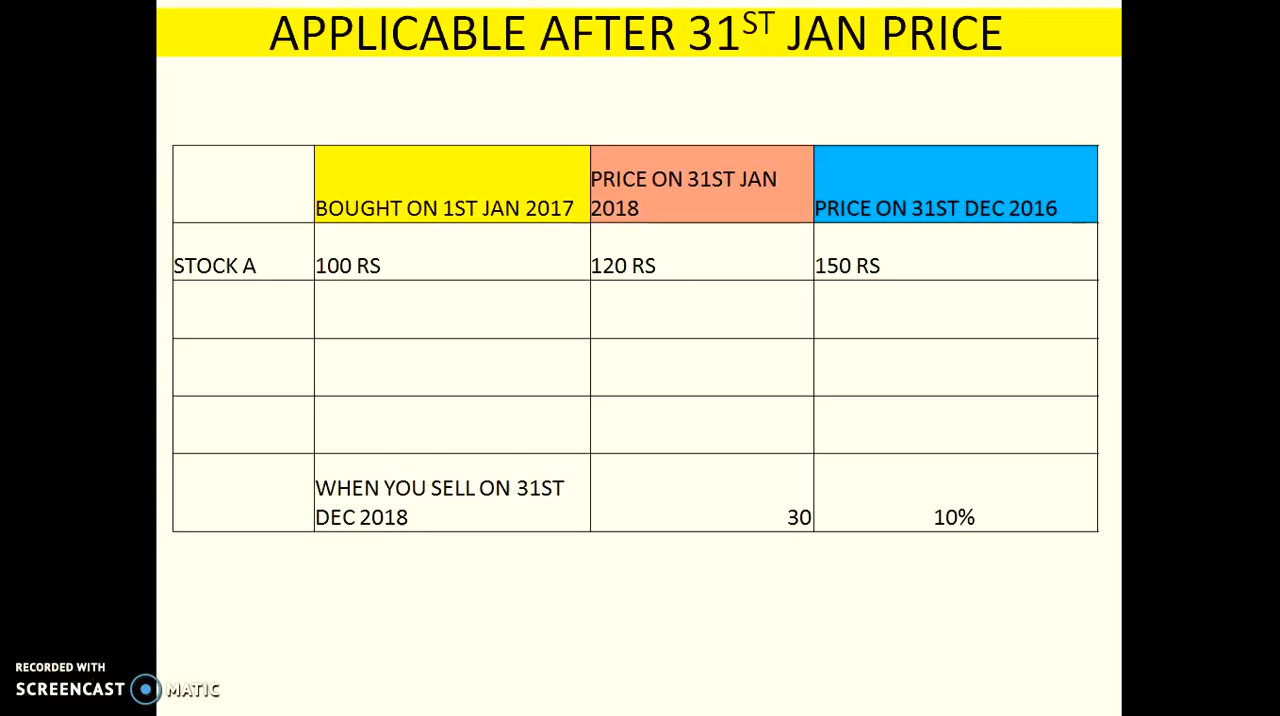 APPLICABLE AFTER 31ST JAN PRICE
BOUGHT ON 1ST JAN 2017
PRICE ON 31ST JAN
2018
PRICE ON 31ST DEC 2016
STOCK A
100 RS
120 RS
150 RS
WHEN YOU SELL ON 31ST
DEC 2018
30
10%
RECORDED WITH
SCREENCAST MATIC